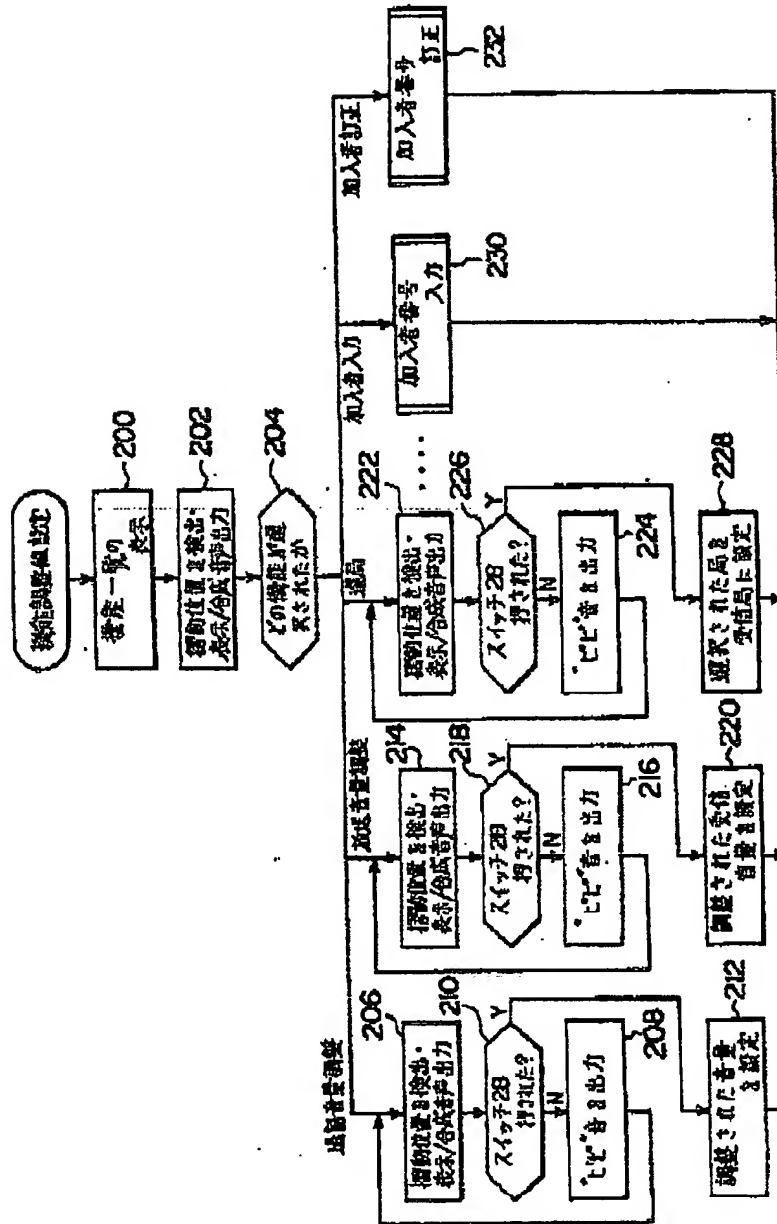 機能調整値設定
機能一覧の
表示
200
摺動位置を検出・
表示/合成音声出力
202
どの機能が選
択されたか
204
送話音量調整
摺動位置を検出・
表示/合成音声出力
206
スイッチ28
押された?
210
Y
N
"ピピ"音を出力
208
調整された音量
を設定
212
放送音量調整
摺動位置を検出・
表示/合成音声出力
214
スイッチ28
押された?
218
Y
N
"ピピ"音を出力
216
調整された受信
音量を設定
220
選局
摺動位置を検出・
表示/合成音声出力
222
スイッチ28
押された?
226
Y
N
"ピピ"音を出力
224
選択された局を
受信局に設定
228
加入者入力
加入者番号
入力
230
加入者訂正
加入者番号
訂正
232